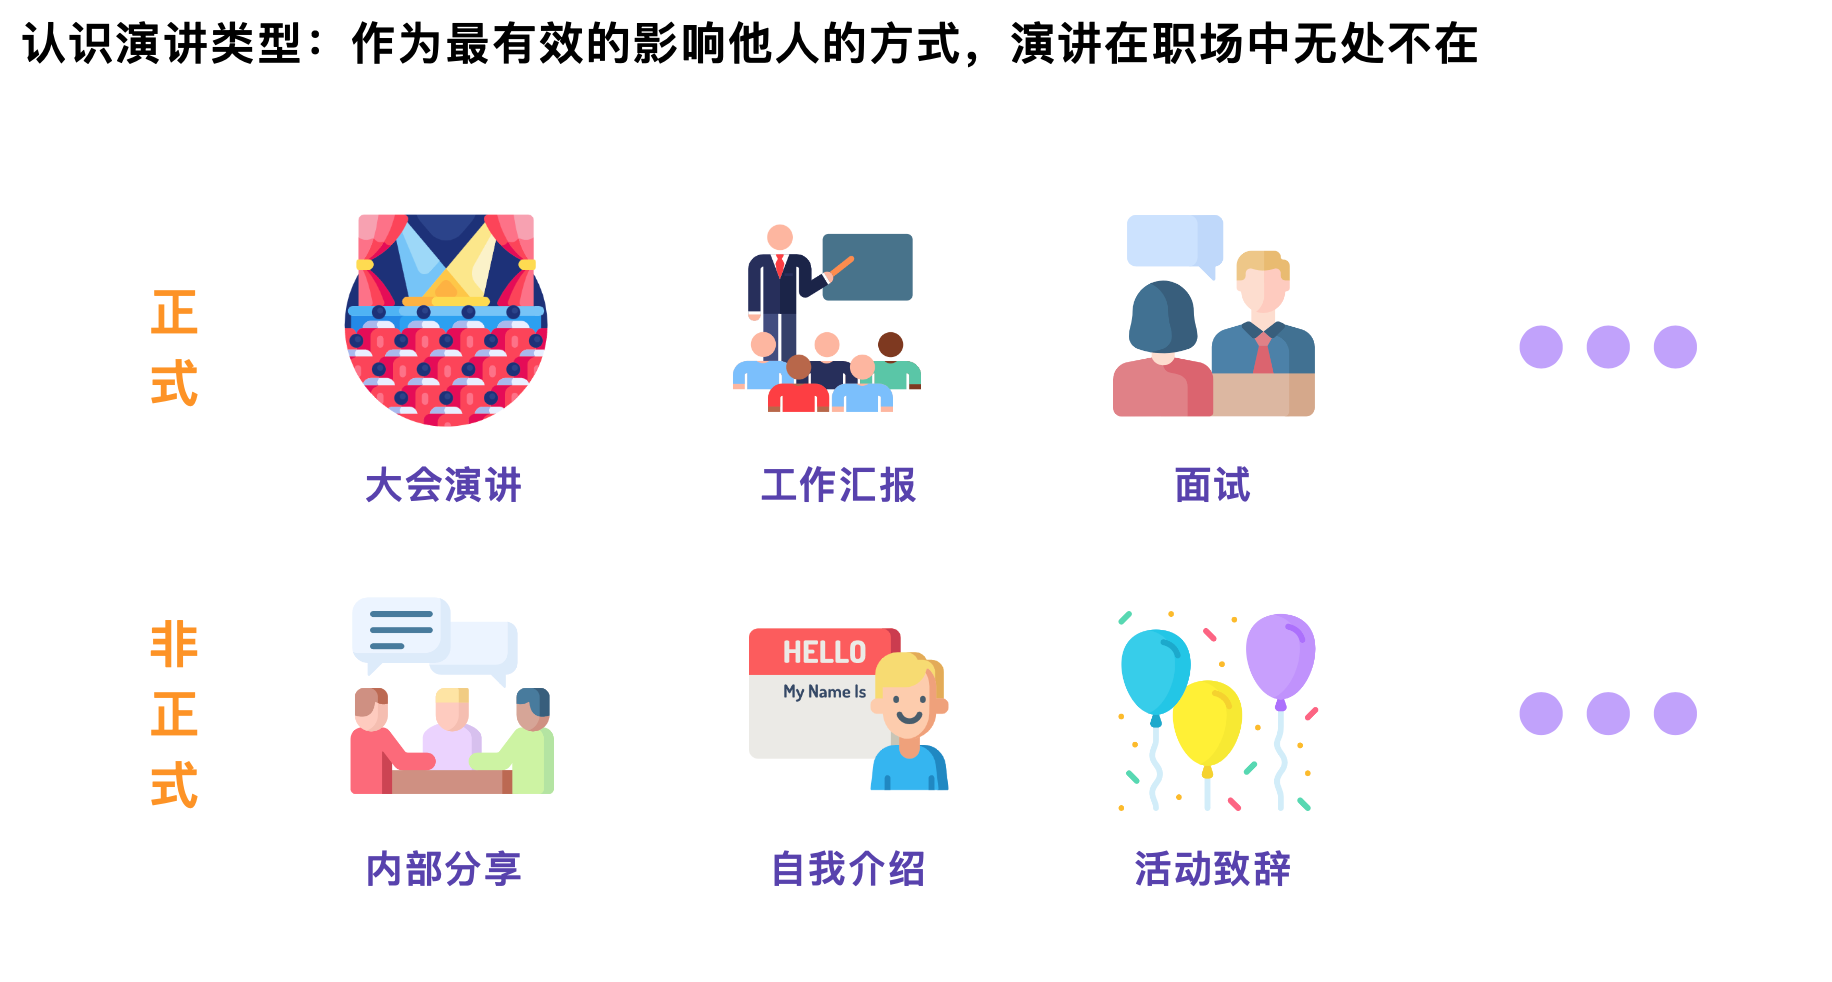 认识演讲类型：作为最有效的影响他人的方式，演讲在职场中无处不在
正式
大会演讲
工作汇报
面试
非正式
HELLO
My Name Is
内部分享
自我介绍
活动致辞